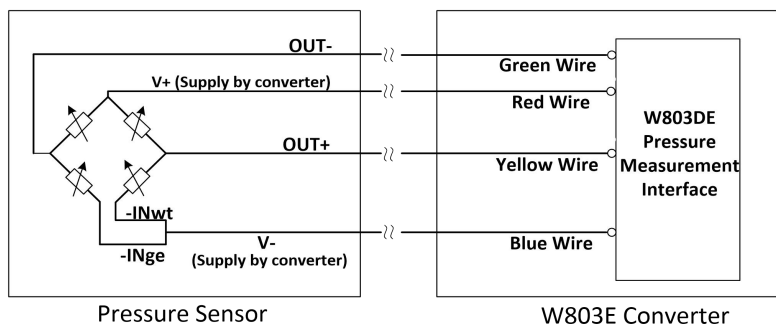 OUT-
Green Wire
V+ (Supply by converter)
Red Wire
OUT+
Yellow Wire
W803DE
Pressure
Measurement
Interface
-INwt
-INge
V-
(Supply by converter)
Blue Wire
Pressure Sensor
W803E Converter